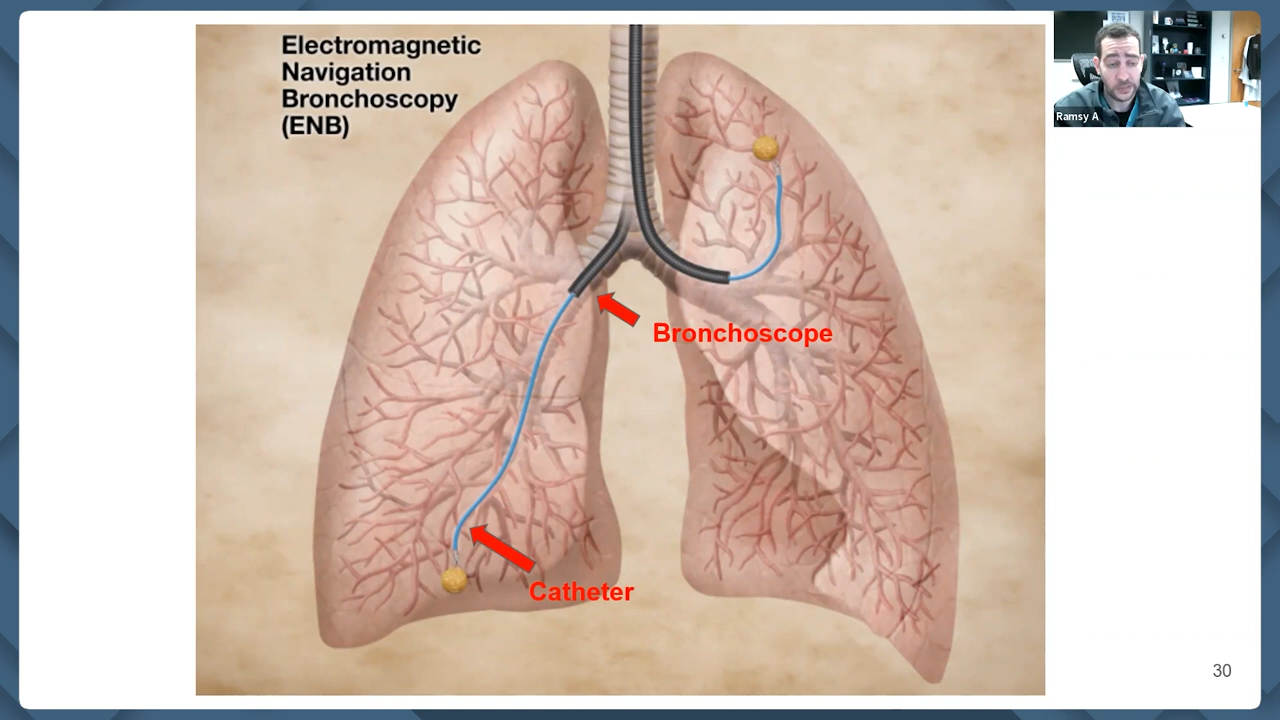 Electromagnetic
Navigation
Bronchoscopy
(ENB)
Ramsy A
Bronchoscope
Catheter
30